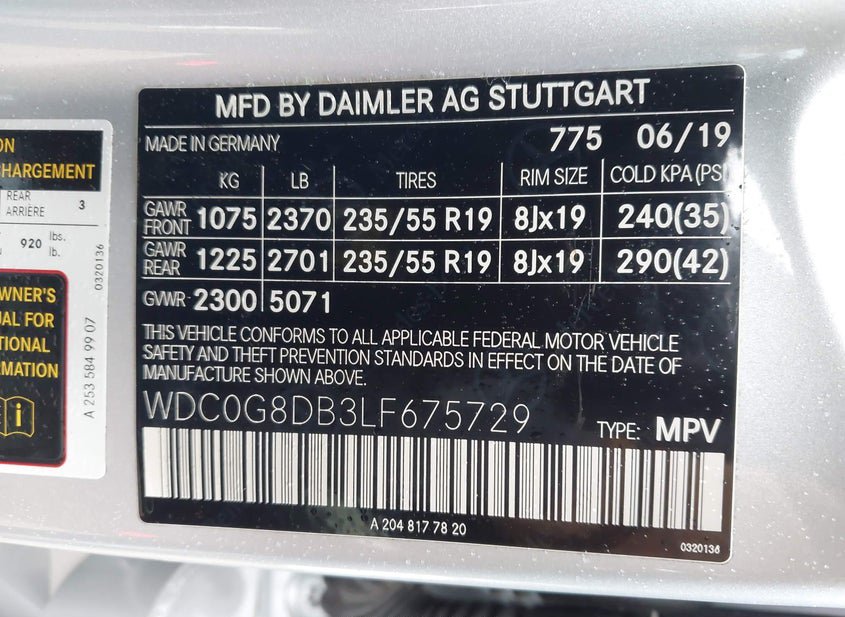 ON
CHARGEMENT
REAR
ARRIÈRE
3
920 lbs.
lb.
0320136
WNER'S
UAL FOR
TIONAL
RMATION
A 253 584 99 07
MFD BY DAIMLER AG STUTTGART
MADE IN GERMANY 775 06/19
KG LB TIRES RIM SIZE COLD KPA (PSI
GAWR FRONT 1075 2370 235/55 R19 8Jx19 240(35)
GAWR REAR 1225 2701 235/55 R19 8Jx19 290(42)
GVWR 2300 5071
THIS VEHICLE CONFORMS TO ALL APPLICABLE FEDERAL MOTOR VEHICLE
SAFETY AND THEFT PREVENTION STANDARDS IN EFFECT ON THE DATE OF
MANUFACTURE SHOWN ABOVE.
WDC0G8DB3LF675729
TYPE: MPV
A 204 817 78 20
0320136